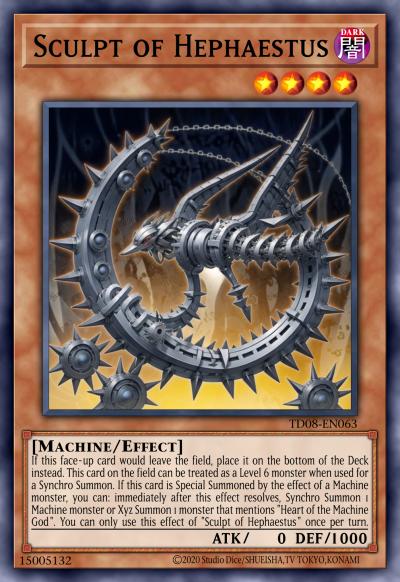 Sculpt of Hephaestus
DARK
闇
TD08-EN063
[Machine/Effect]
If this face-up card would leave the field, place it on the bottom of the Deck
instead. This card on the field can be treated as a Level 6 monster when used for
a Synchro Summon. If this card is Special Summoned by the effect of a Machine
monster, you can: immediately after this effect resolves, Synchro Summon 1
Machine monster or Xyz Summon 1 monster that mentions "Heart of the Machine
God". You can only use this effect of "Sculpt of Hephaestus" once per turn.
ATK/ 0 DEF/1000
15005132
©2020 Studio Dice/SHUEISHA,TV TOKYO,KONAMI